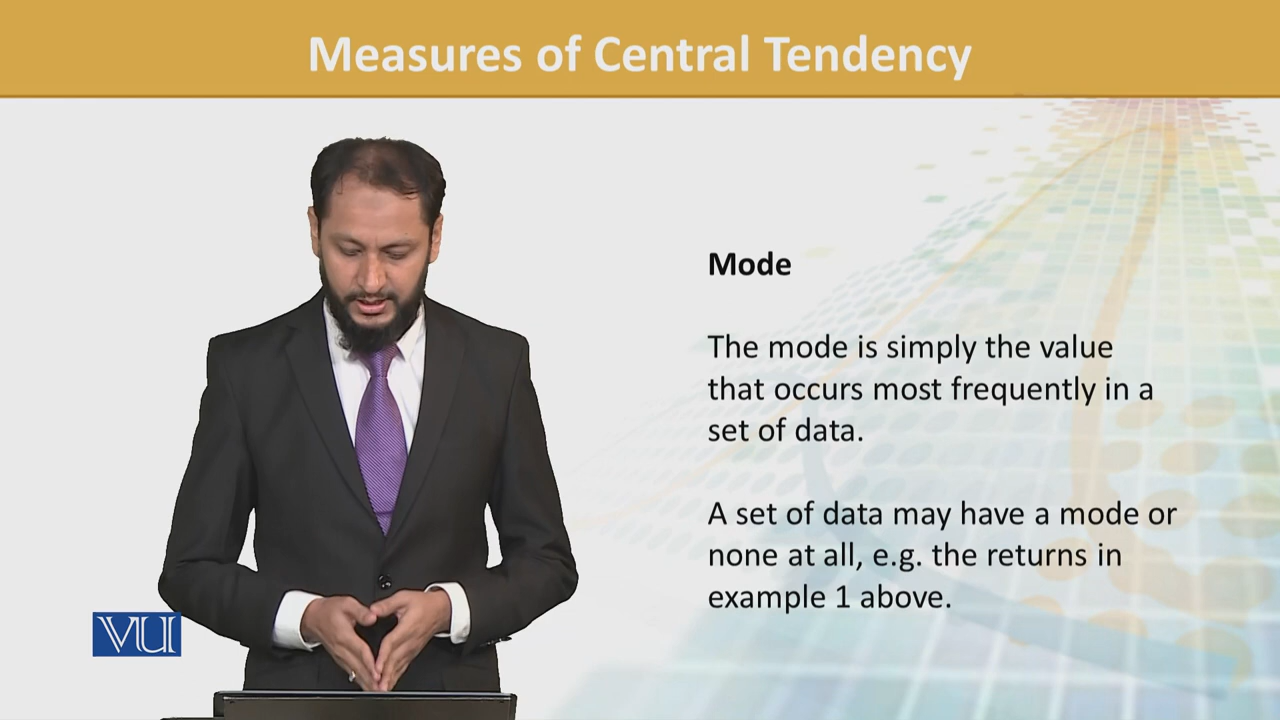 Measures of Central Tendency
Mode
The mode is simply the value
that occurs most frequently in a
set of data.
A set of data may have a mode or
none at all, e.g. the returns in
example 1 above.
VU